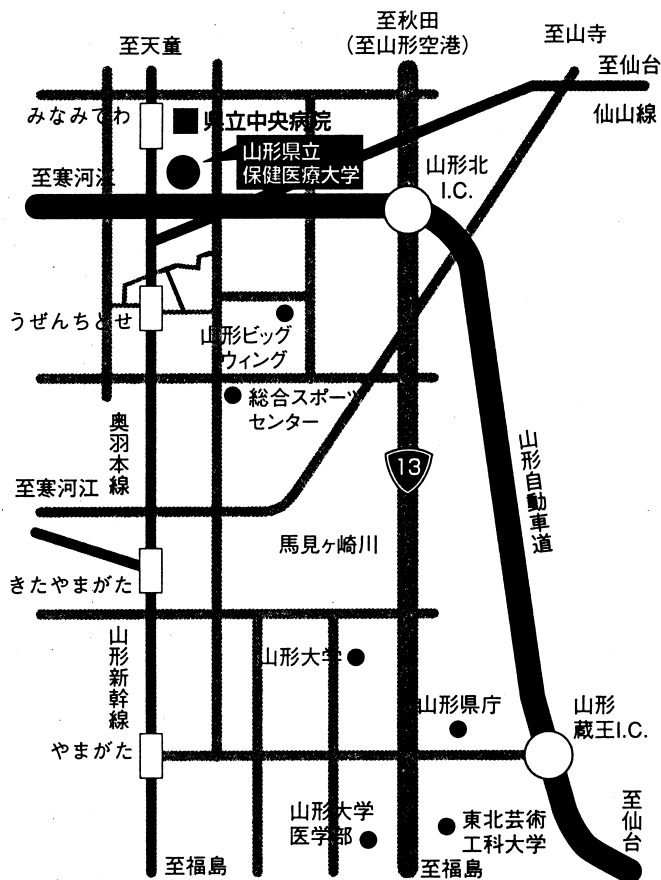 至秋田
(至山形空港)
至天童
至山寺
至仙台
仙山線
みなみでわ
県立中央病院
山形県立
保健医療大学
至寒河江
山形北
I.C.
うぜんちとせ
山形ビッグ
ウィング
総合スポーツ
センター
奥羽本線
13
山形自動車道
至寒河江
馬見ヶ崎川
きたやまがた
山形新幹線
山形大学
山形県庁
山形
蔵王I.C.
やまがた
山形大学
医学部
東北芸術
工科大学
至仙台
至福島
至福島